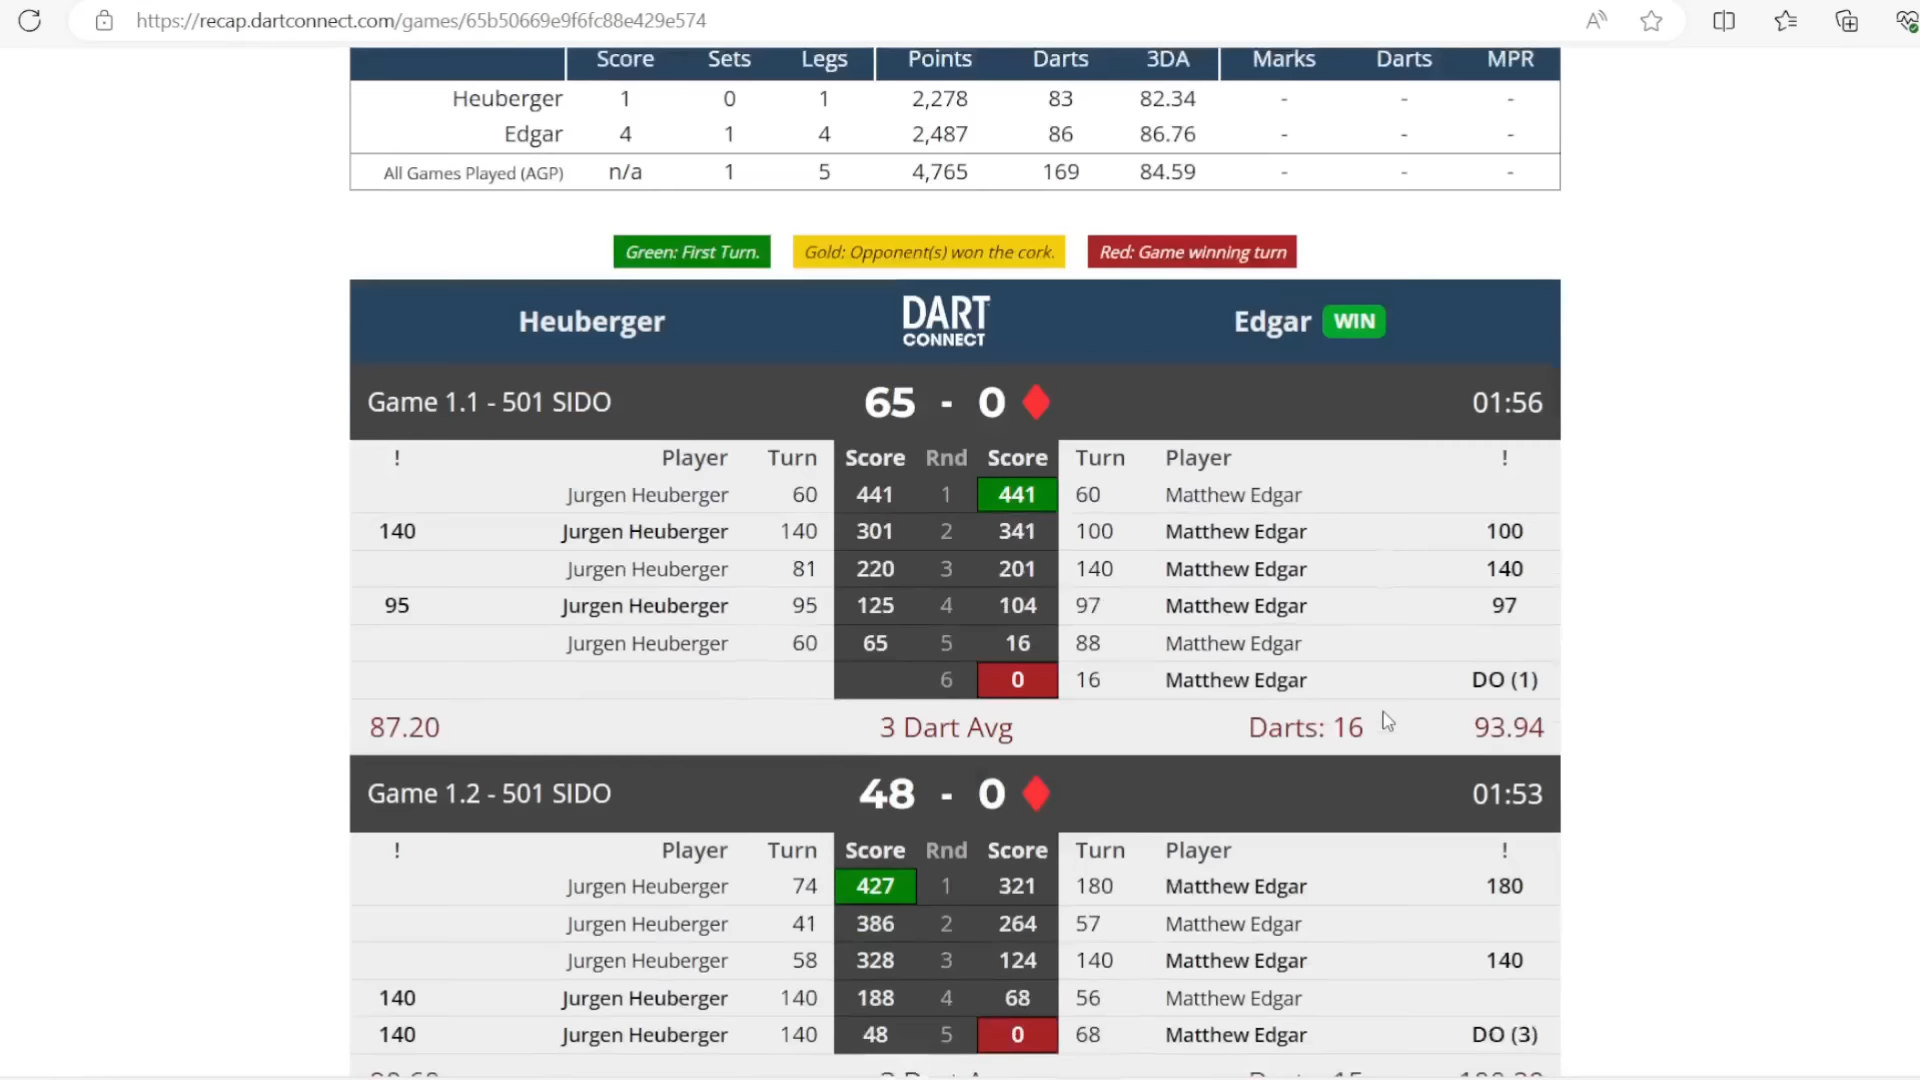 https://recap.dartconnect.com/games/65b50669e9f6fc88e429e574
Score Sets Legs Points Darts 3DA Marks Darts MPR
Heuberger 1 0 1 2,278 83 82.34 - - -
Edgar 4 1 4 2,487 86 86.76 - - -
All Games Played (AGP) n/a 1 5 4,765 169 84.59 - - -
Green: First Turn. Gold: Opponent(s) won the cork. Red: Game winning turn
Heuberger DART CONNECT Edgar WIN
Game 1.1 - 501 SIDO 65 - 0 01:56
! Player Turn Score Rnd Score Turn Player !
Jurgen Heuberger 60 441 1 441 60 Matthew Edgar
140 Jurgen Heuberger 140 301 2 341 100 Matthew Edgar 100
Jurgen Heuberger 81 220 3 201 140 Matthew Edgar 140
95 Jurgen Heuberger 95 125 4 104 97 Matthew Edgar 97
Jurgen Heuberger 60 65 5 16 88 Matthew Edgar
6 0 16 Matthew Edgar DO (1)
87.20 3 Dart Avg Darts: 16 93.94
Game 1.2 - 501 SIDO 48 - 0 01:53
! Player Turn Score Rnd Score Turn Player !
Jurgen Heuberger 74 427 1 321 180 Matthew Edgar 180
Jurgen Heuberger 41 386 2 264 57 Matthew Edgar
Jurgen Heuberger 58 328 3 124 140 Matthew Edgar 140
140 Jurgen Heuberger 140 188 4 68 56 Matthew Edgar
140 Jurgen Heuberger 140 48 5 0 68 Matthew Edgar DO (3)